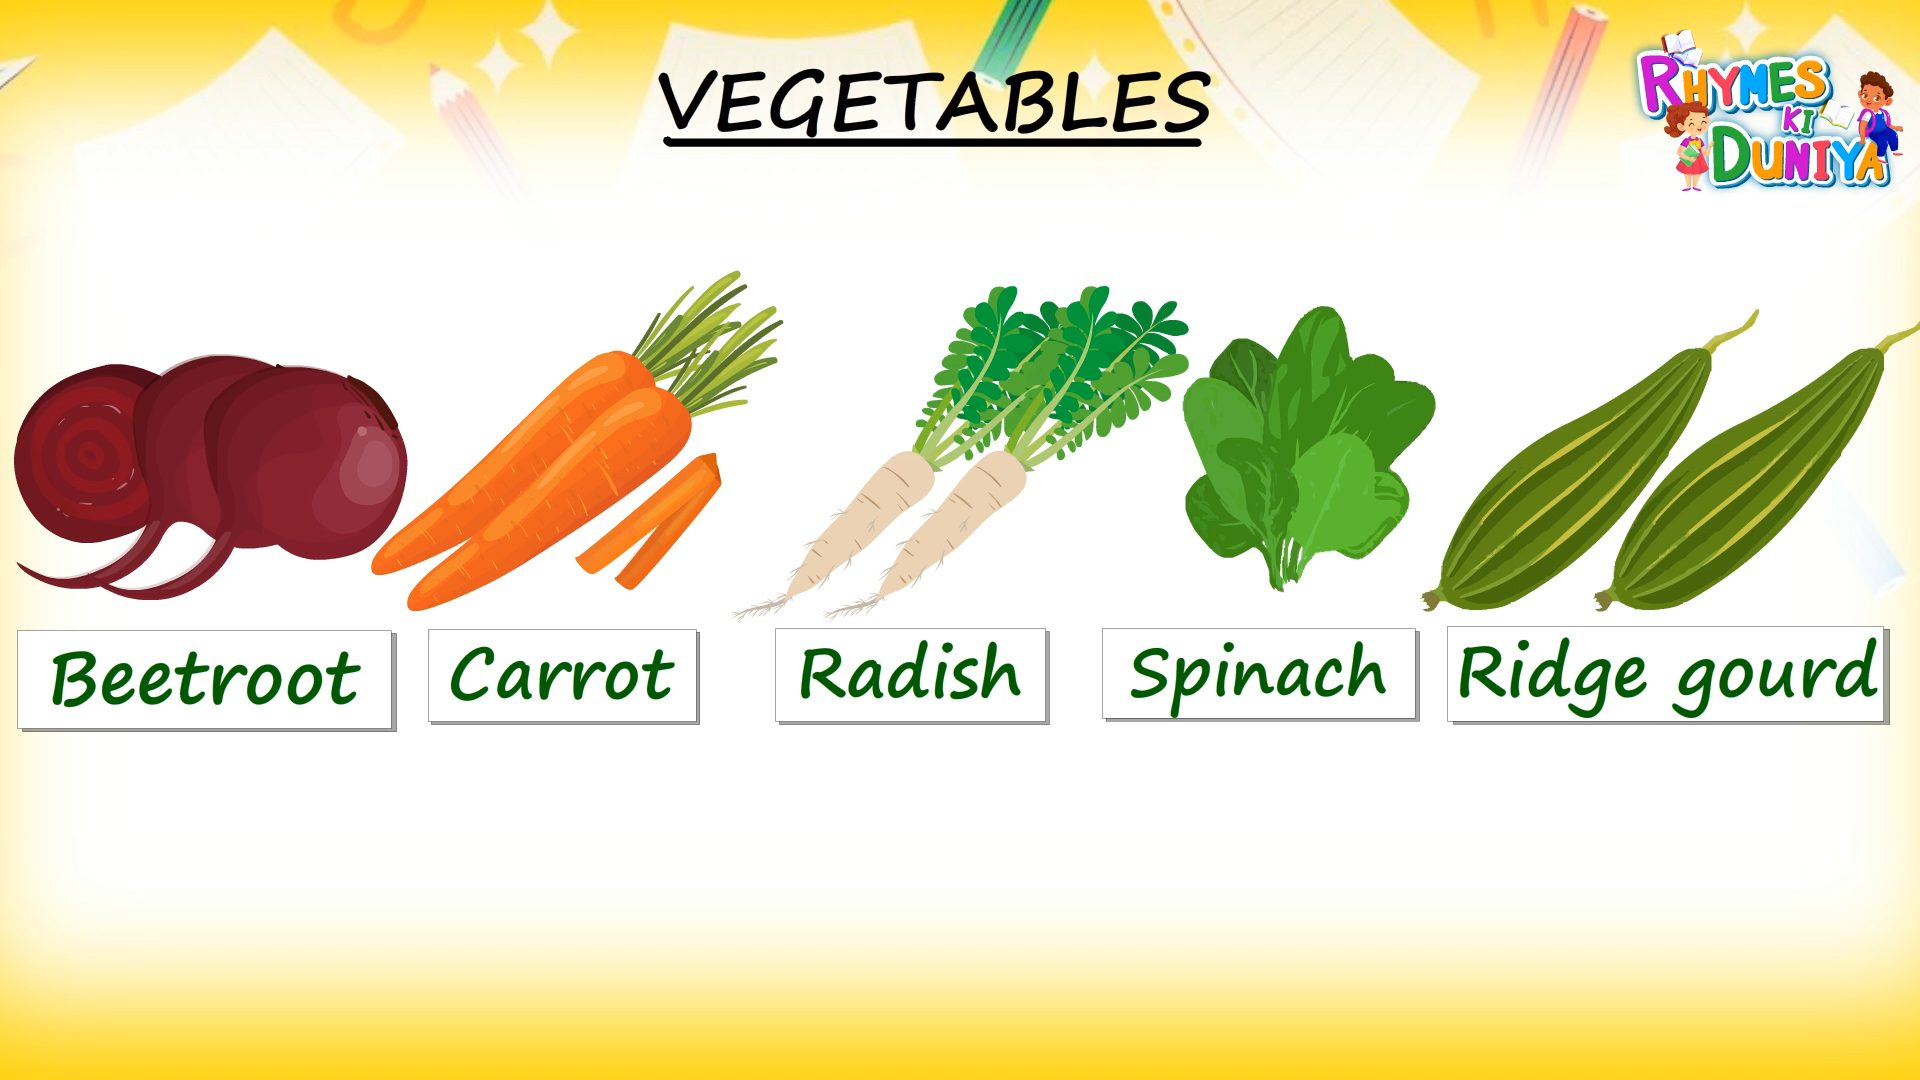 VEGETABLES
RHYMES
KI
DUNIYA
Beetroot
Carrot
Radish
Spinach
Ridge gourd